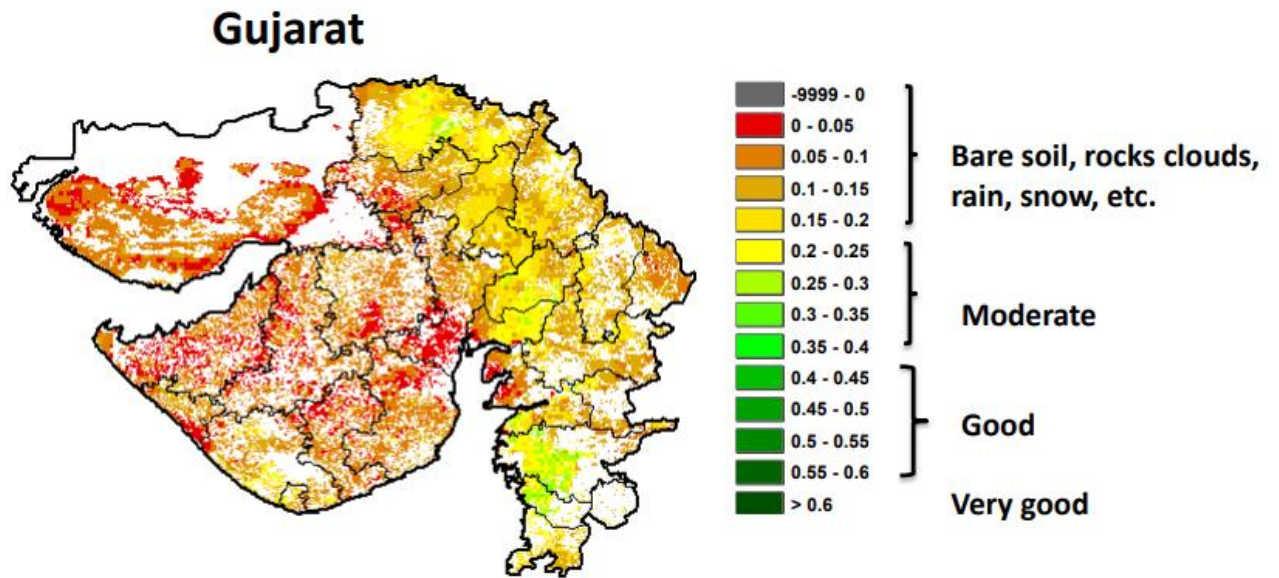 Gujarat
-9999 - 0
0 - 0.05
0.05 - 0.1
0.1 - 0.15
0.15 - 0.2
0.2 - 0.25
0.25 - 0.3
0.3 - 0.35
0.35 - 0.4
0.4 - 0.45
0.45 - 0.5
0.5 - 0.55
0.55 - 0.6
> 0.6
Bare soil, rocks clouds,
rain, snow, etc.
Moderate
Good
Very good